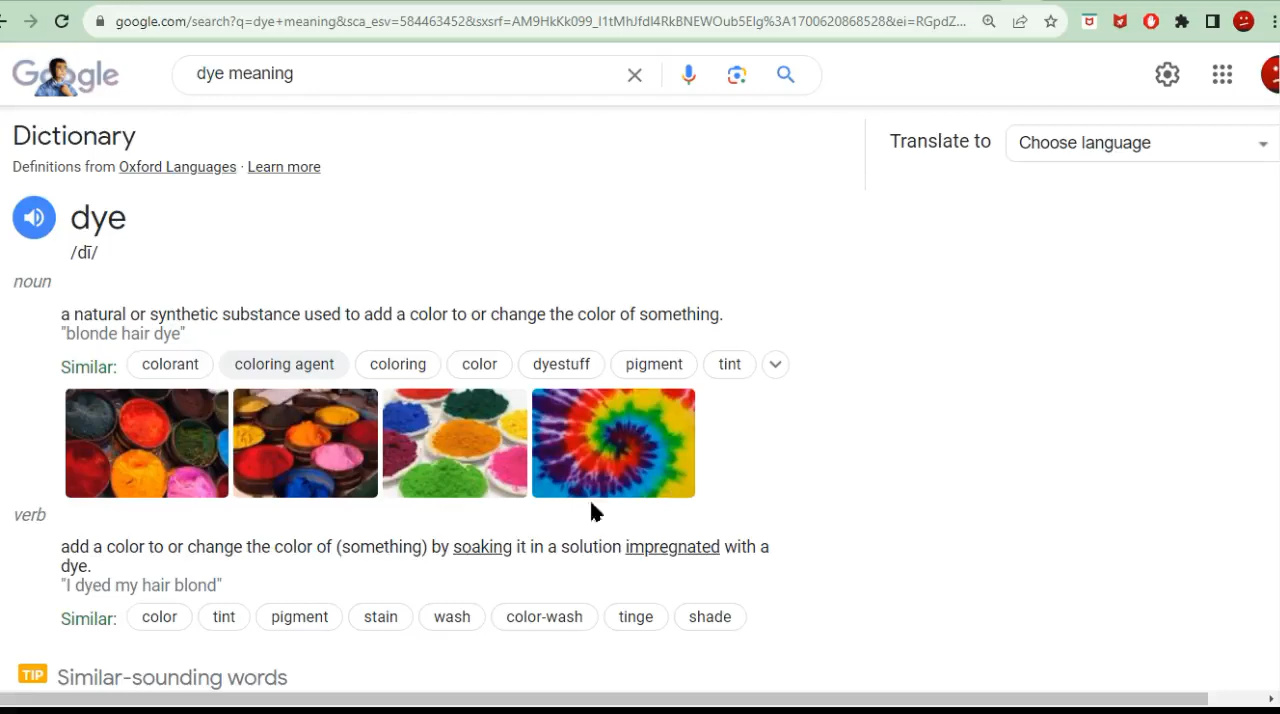 google.com/search?q=dye+meaning&sca_esv=584463452&sxsrf=AM9HkKk099_l1tMhJfdl4RkBNEWOub5Elg%3A1700620868528&ei=RGpdZ...
Google
dye meaning
Dictionary
Translate to Choose language
Definitions from Oxford Languages · Learn more
dye
/dī/
noun
a natural or synthetic substance used to add a color to or change the color of something.
"blonde hair dye"
Similar: colorant coloring agent coloring color dyestuff pigment tint
verb
add a color to or change the color of (something) by soaking it in a solution impregnated with a
dye.
"I dyed my hair blond"
Similar: color tint pigment stain wash color-wash tinge shade
TIP Similar-sounding words